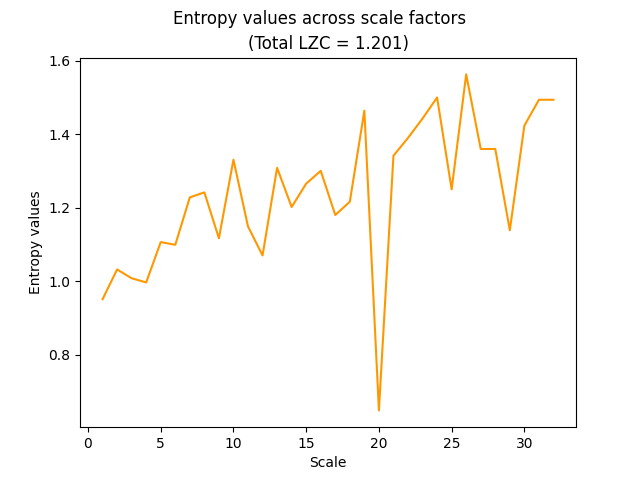 Entropy values across scale factors
(Total LZC = 1.201)
1.6
1.4
1.2
1.0
0.8
Entropy values
0 5 10 15 20 25 30
Scale